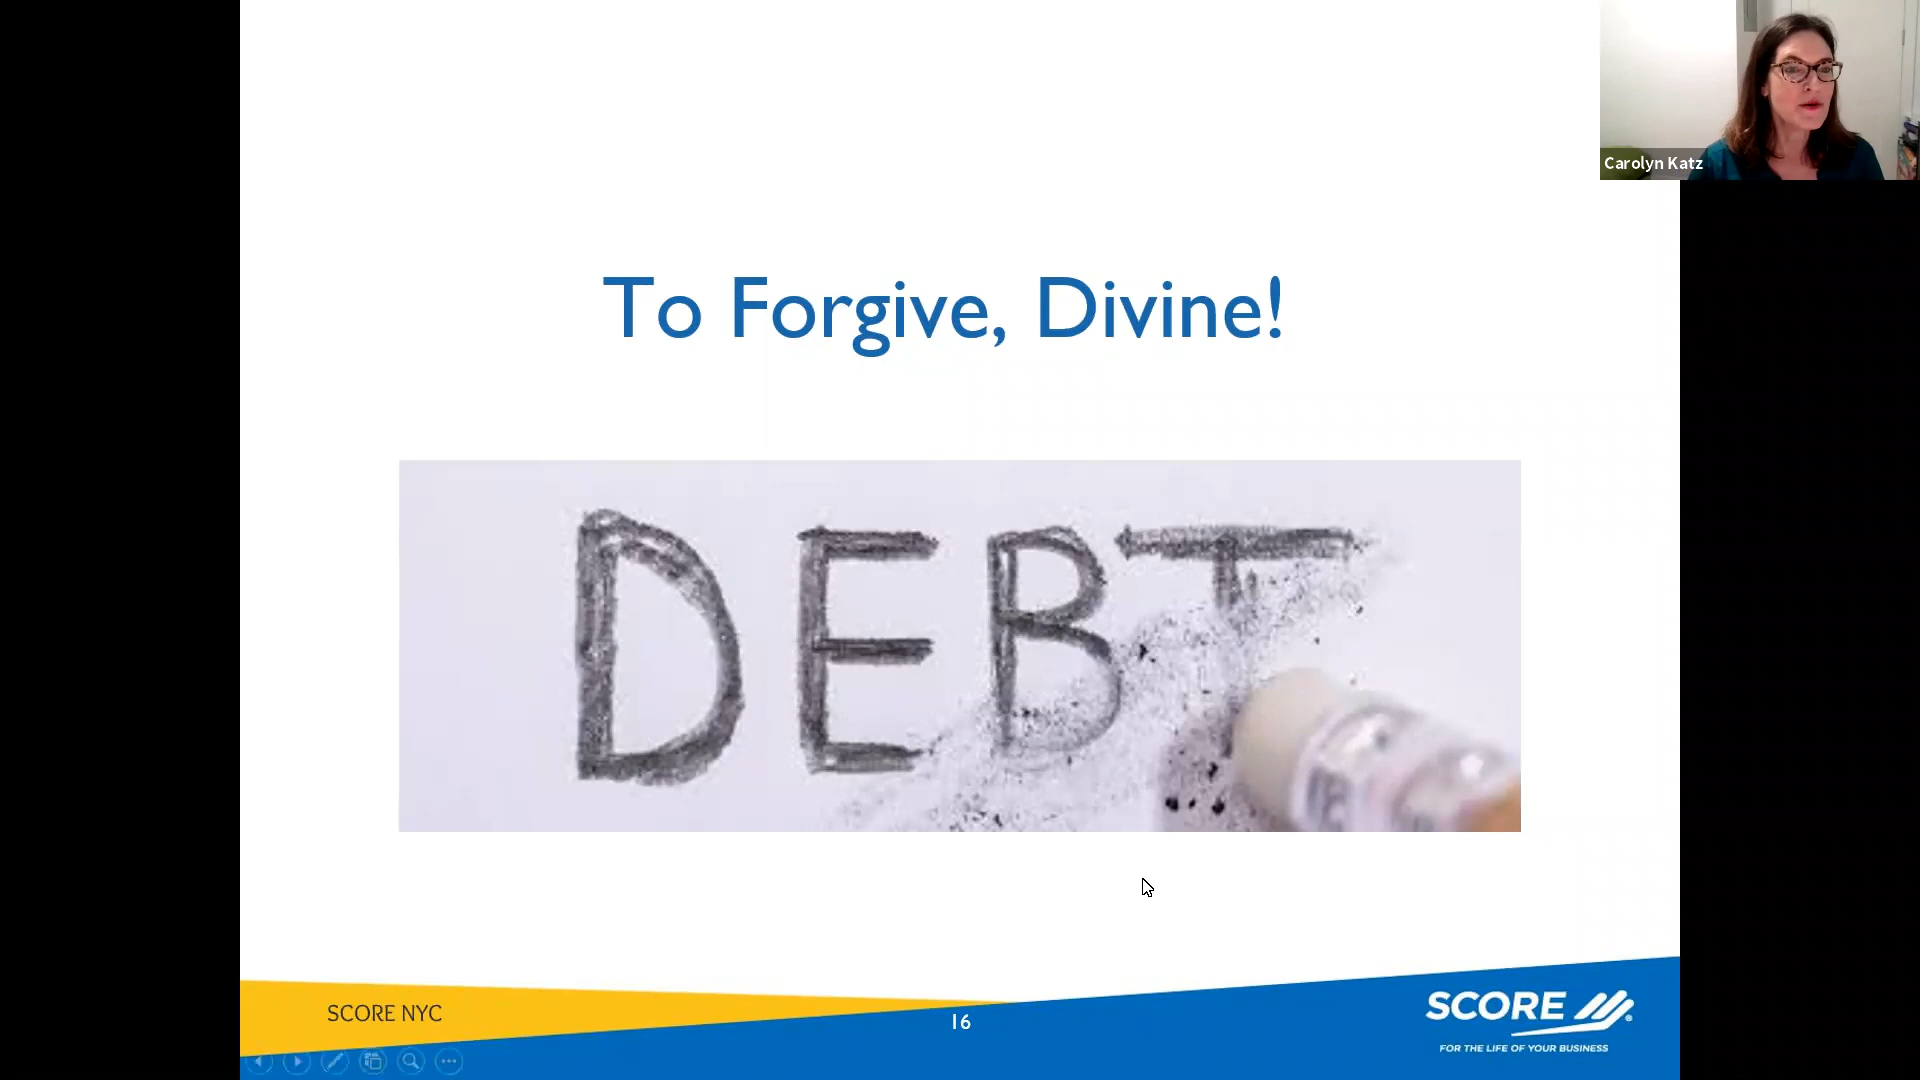 Carolyn Katz
To Forgive, Divine!
DEBT
SCORE NYC
16
SCORE
FOR THE LIFE OF YOUR BUSINESS